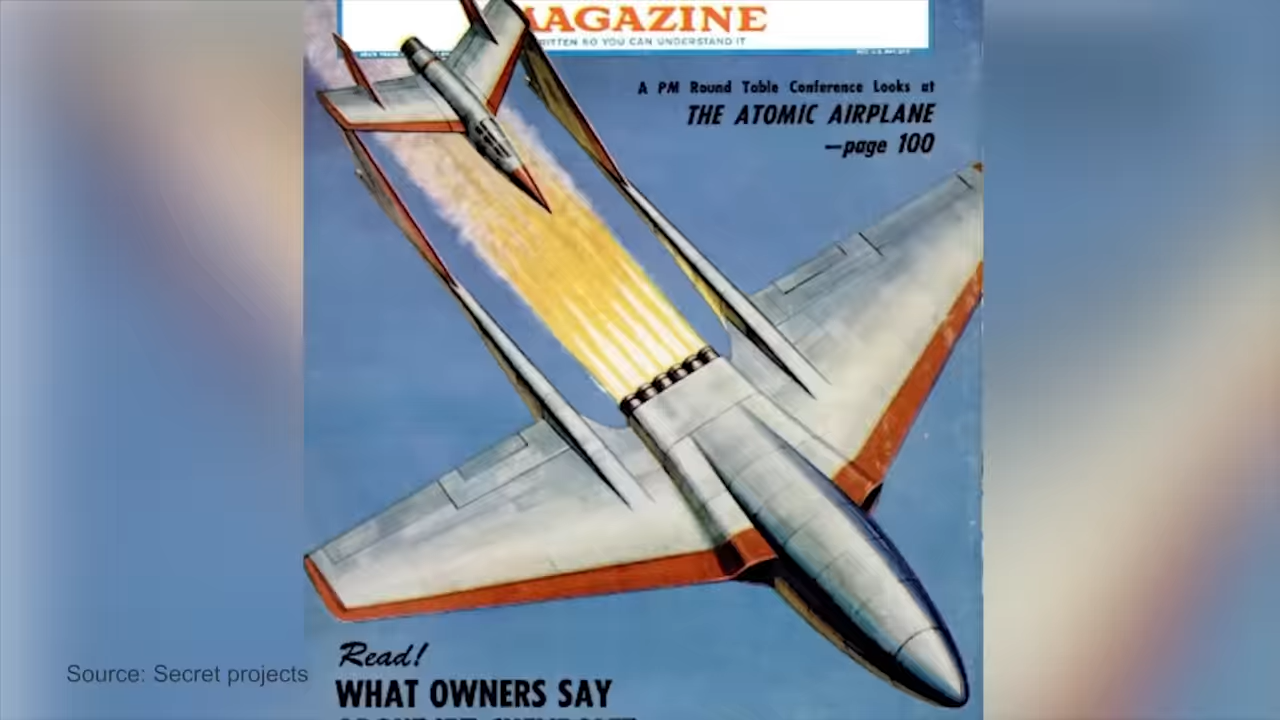 MAGAZINE
WRITTEN SO YOU CAN UNDERSTAND IT
A PM Round Table Conference Looks at
THE ATOMIC AIRPLANE
—page 100
Read!
WHAT OWNERS SAY
Source: Secret projects